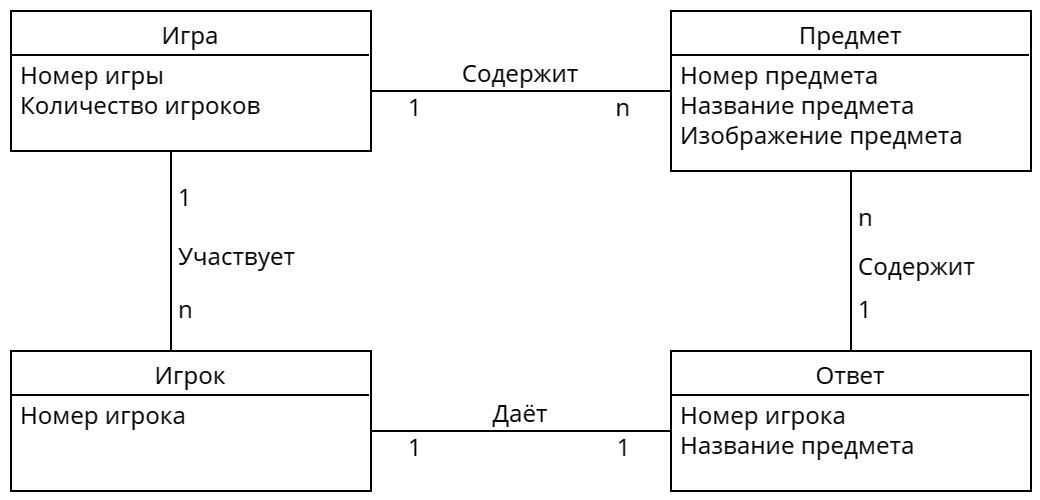 Игра
Номер игры
Количество игроков
Содержит
1
n
Предмет
Номер предмета
Название предмета
Изображение предмета
1
Участвует
n
n
Содержит
1
Игрок
Номер игрока
Даёт
1
1
Ответ
Номер игрока
Название предмета